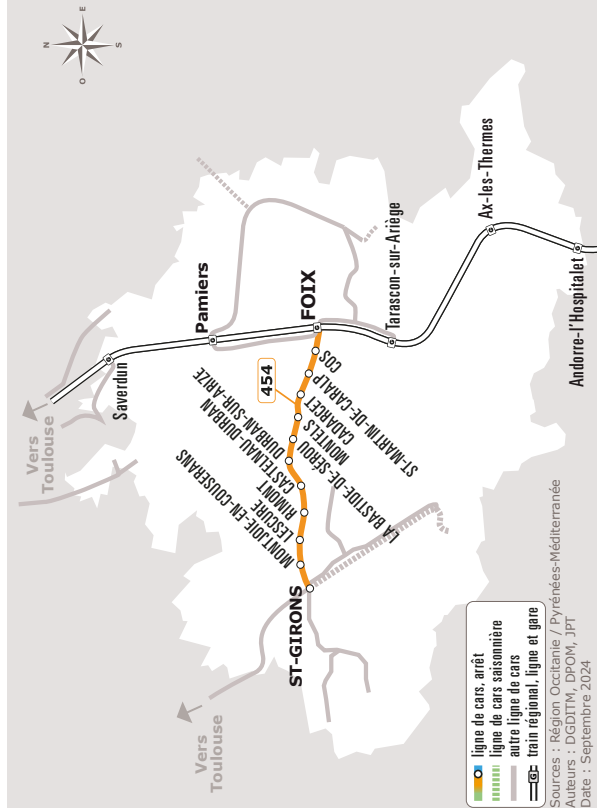 N
E
S
O
Vers
Toulouse
Saverdun
Pamiers
FOIX
Tarascon-sur-Ariège
Ax-les-Thermes
Andorre-l'Hospitalet
454
Vers
Toulouse
ST-GIRONS
MONTJOIE-EN-COUSERANS
LESCURE
RIMONT
CASTELNAU-DURBAN
DURBAN-SUR-ARIZE
LA BASTIDE-DE-SÉROU
MONTELS
CADARCET
ST-MARTIN-DE-CARALP
COS
ligne de cars, arrêt
ligne de cars saisonnière
autre ligne de cars
G train régional, ligne et gare
Sources : Région Occitanie / Pyrénées-Méditerranée
Auteurs : DGDITM, DPOM, JPT
Date : Septembre 2024